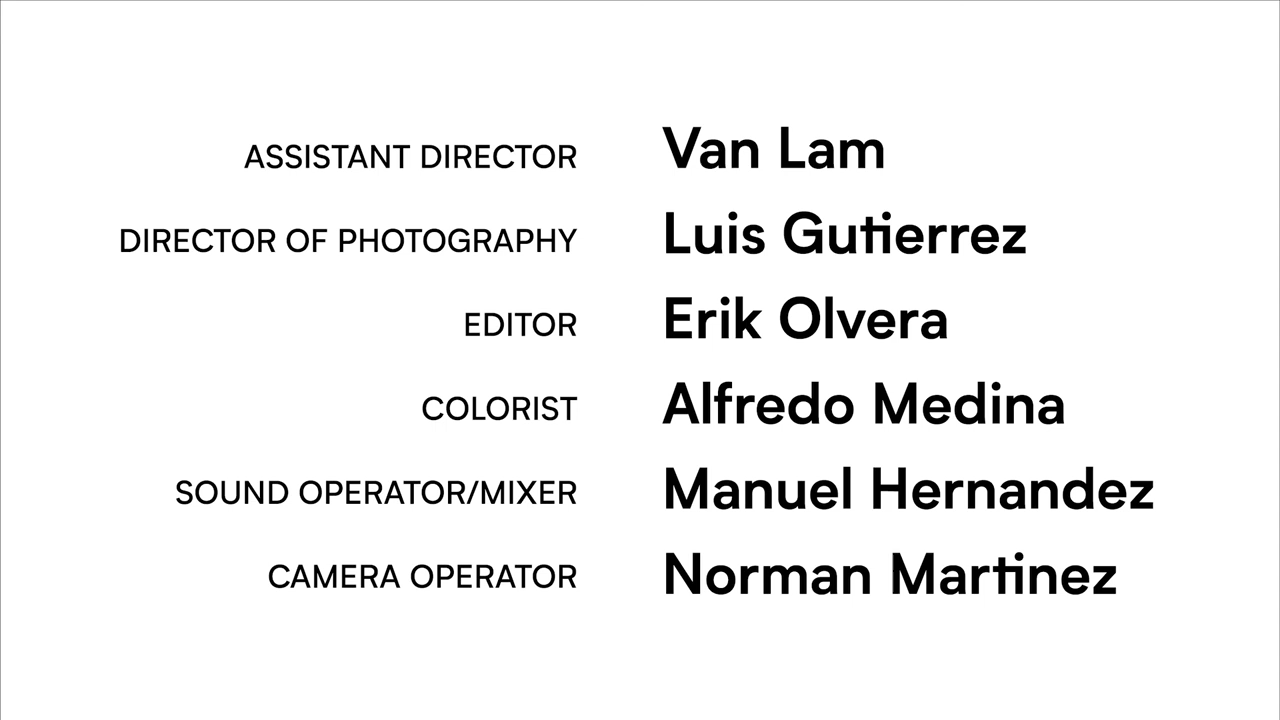 ASSISTANT DIRECTOR Van Lam
DIRECTOR OF PHOTOGRAPHY Luis Gutierrez
EDITOR Erik Olvera
COLORIST Alfredo Medina
SOUND OPERATOR/MIXER Manuel Hernandez
CAMERA OPERATOR Norman Martinez